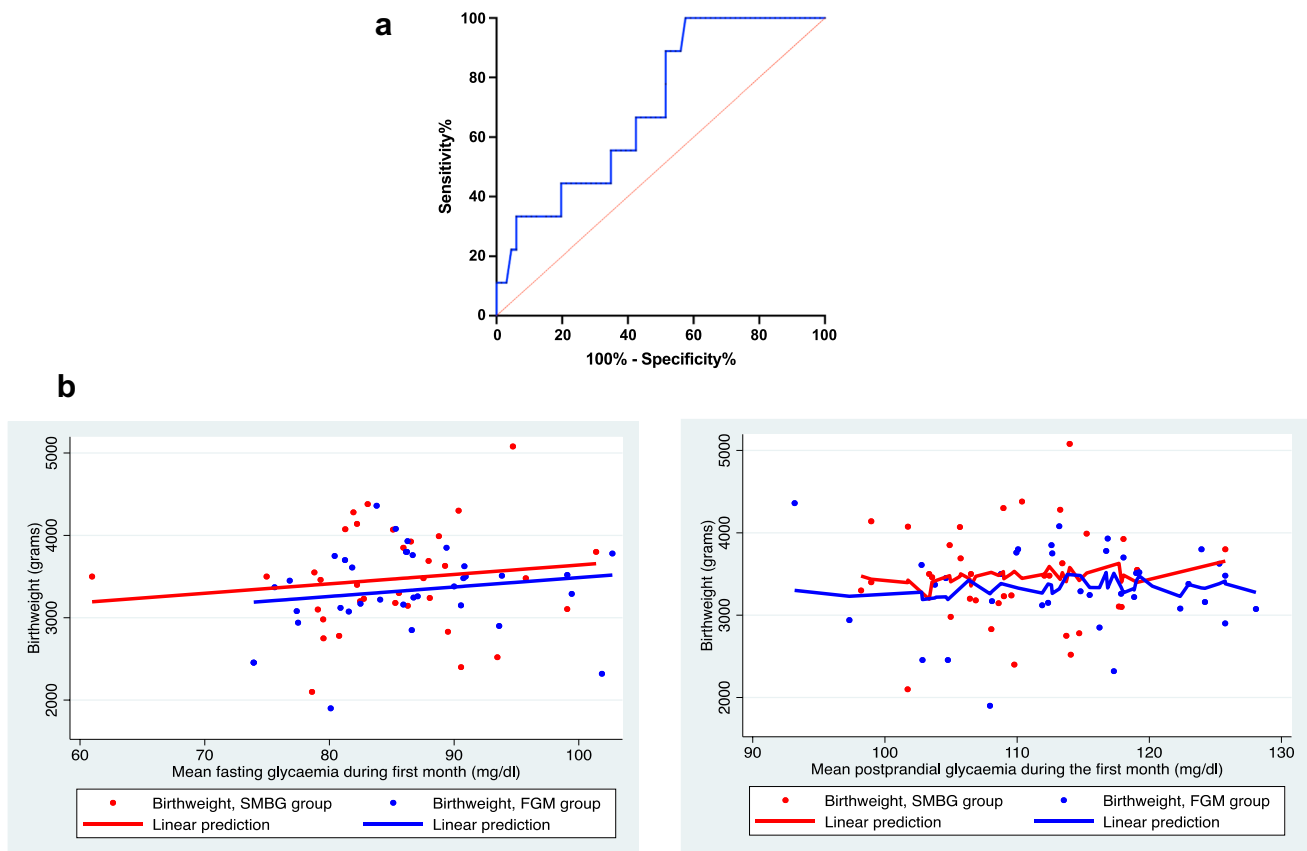 a
100
80
60
40
20
0
Sensitivity%
0 20 40 60 80 100
100% - Specificity%
b
5000
4000
3000
2000
Birthweight (grams)
60 70 80 90 100
Mean fasting glycaemia during first month (mg/dl)
Birthweight, SMBG group Birthweight, FGM group
Linear prediction Linear prediction
5000
4000
3000
2000
Birthweight (grams)
90 100 110 120 130
Mean postprandial glycaemia during the first month (mg/dl)
Birthweight, SMBG group Birthweight, FGM group
Linear prediction Linear prediction